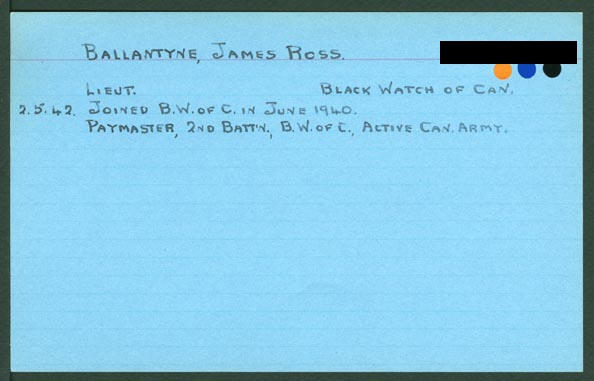 BALLANTYNE, JAMES ROSS.
LIEUT. BLACK WATCH OF CAN.
2.5.42. JOINED B.W. OF C. IN JUNE 1940.
PAYMASTER, 2ND BATT'N., B.W. OF C., ACTIVE CAN. ARMY.